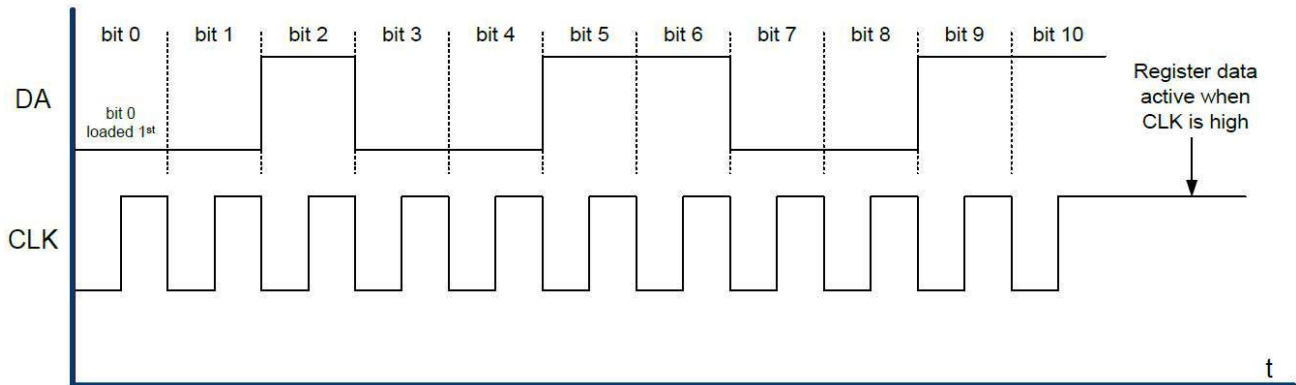 bit 0 bit 1 bit 2 bit 3 bit 4 bit 5 bit 6 bit 7 bit 8 bit 9 bit 10
DA
bit 0
loaded 1st
Register data
active when
CLK is high
CLK
t